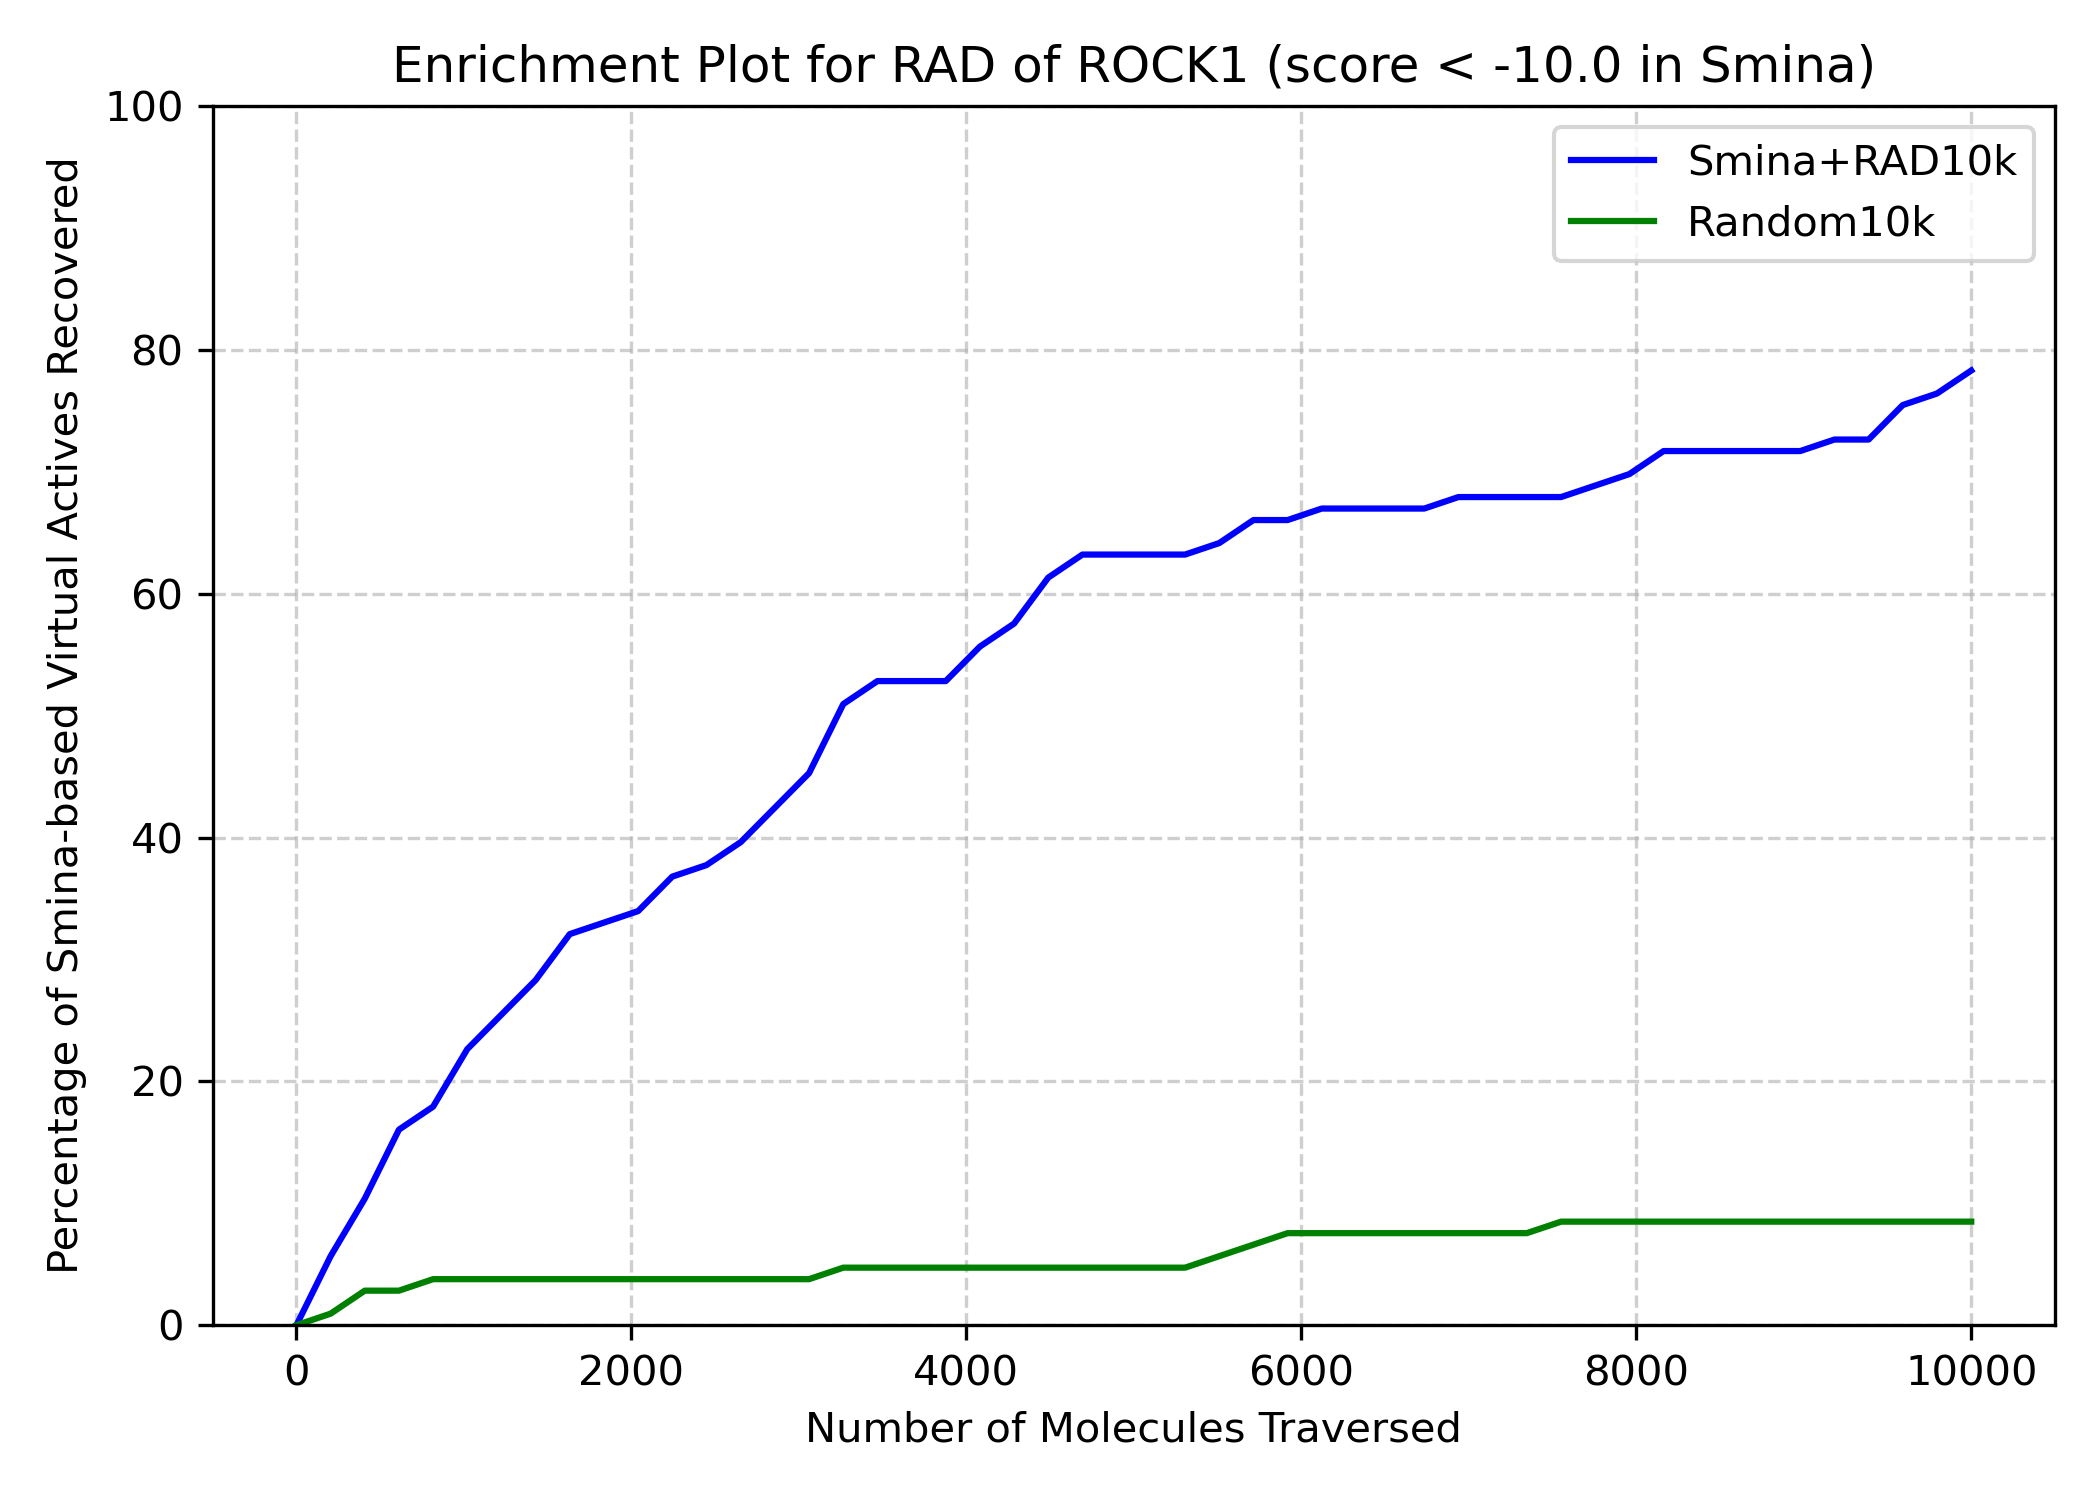 Enrichment Plot for RAD of ROCK1 (score < -10.0 in Smina)
100
80
60
40
20
0
Percentage of Smina-based Virtual Actives Recovered
Smina+RAD10k
Random10k
0 2000 4000 6000 8000 10000
Number of Molecules Traversed